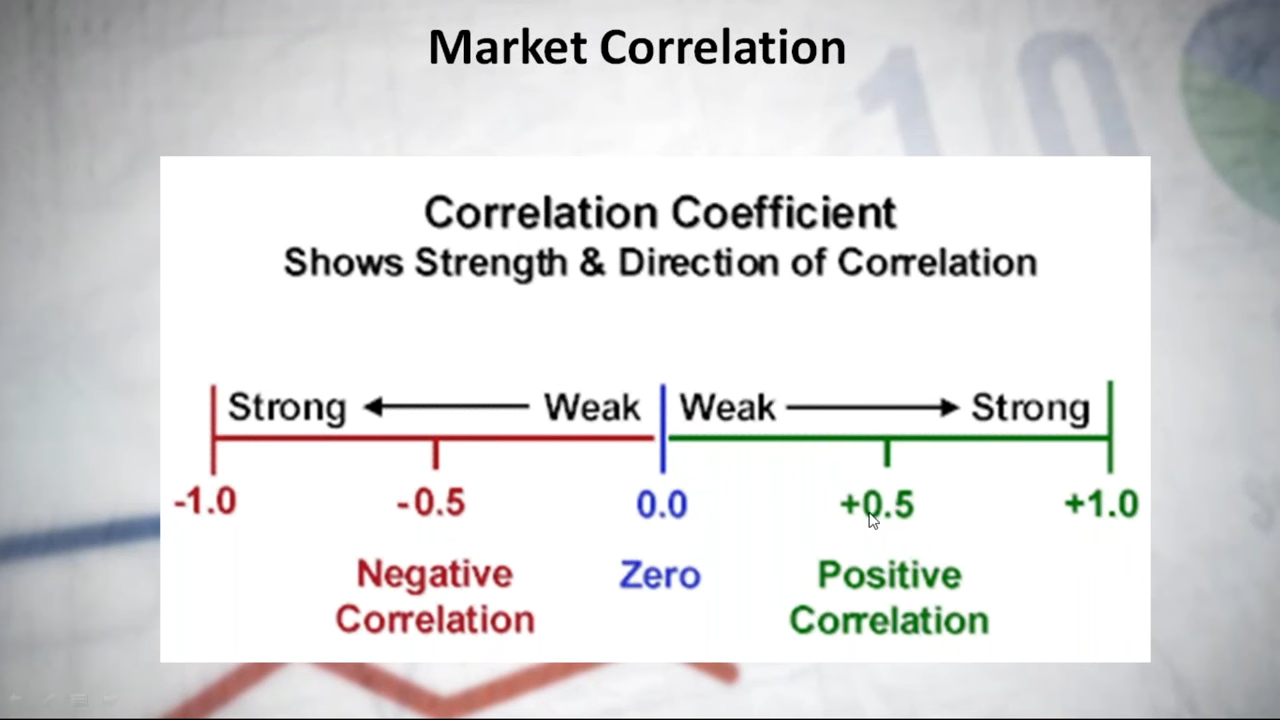 Market Correlation
Correlation Coefficient
Shows Strength & Direction of Correlation
Strong Weak Weak Strong
-1.0 -0.5 0.0 +0.5 +1.0
Negative Zero Positive
Correlation Correlation
10